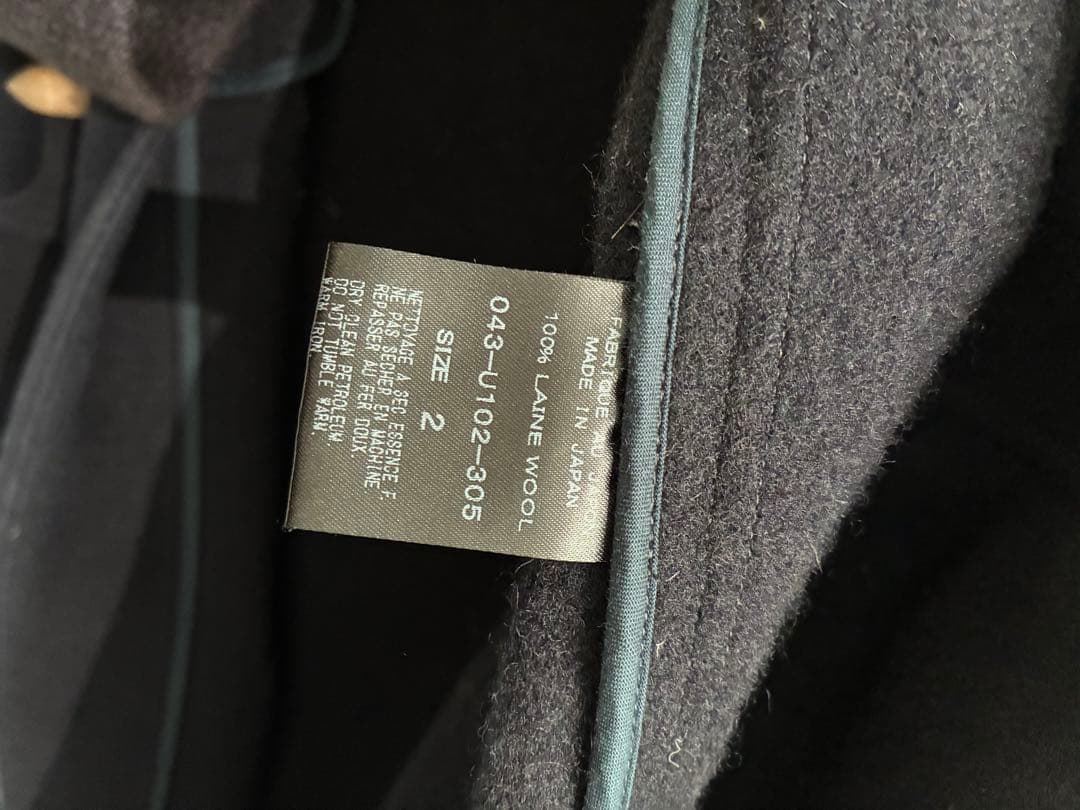 MADE IN JAPAN
100% LAINE WOOL
043-U102-305
SIZE 2
NETTOYAGE A SEC ESSENCE F
NE PAS SECHER EN MACHINE
REPASSER AU FER DOUX
DRY CLEAN PETROLEUM
DO NOT TUMBLE WARM.
WARM IRON.